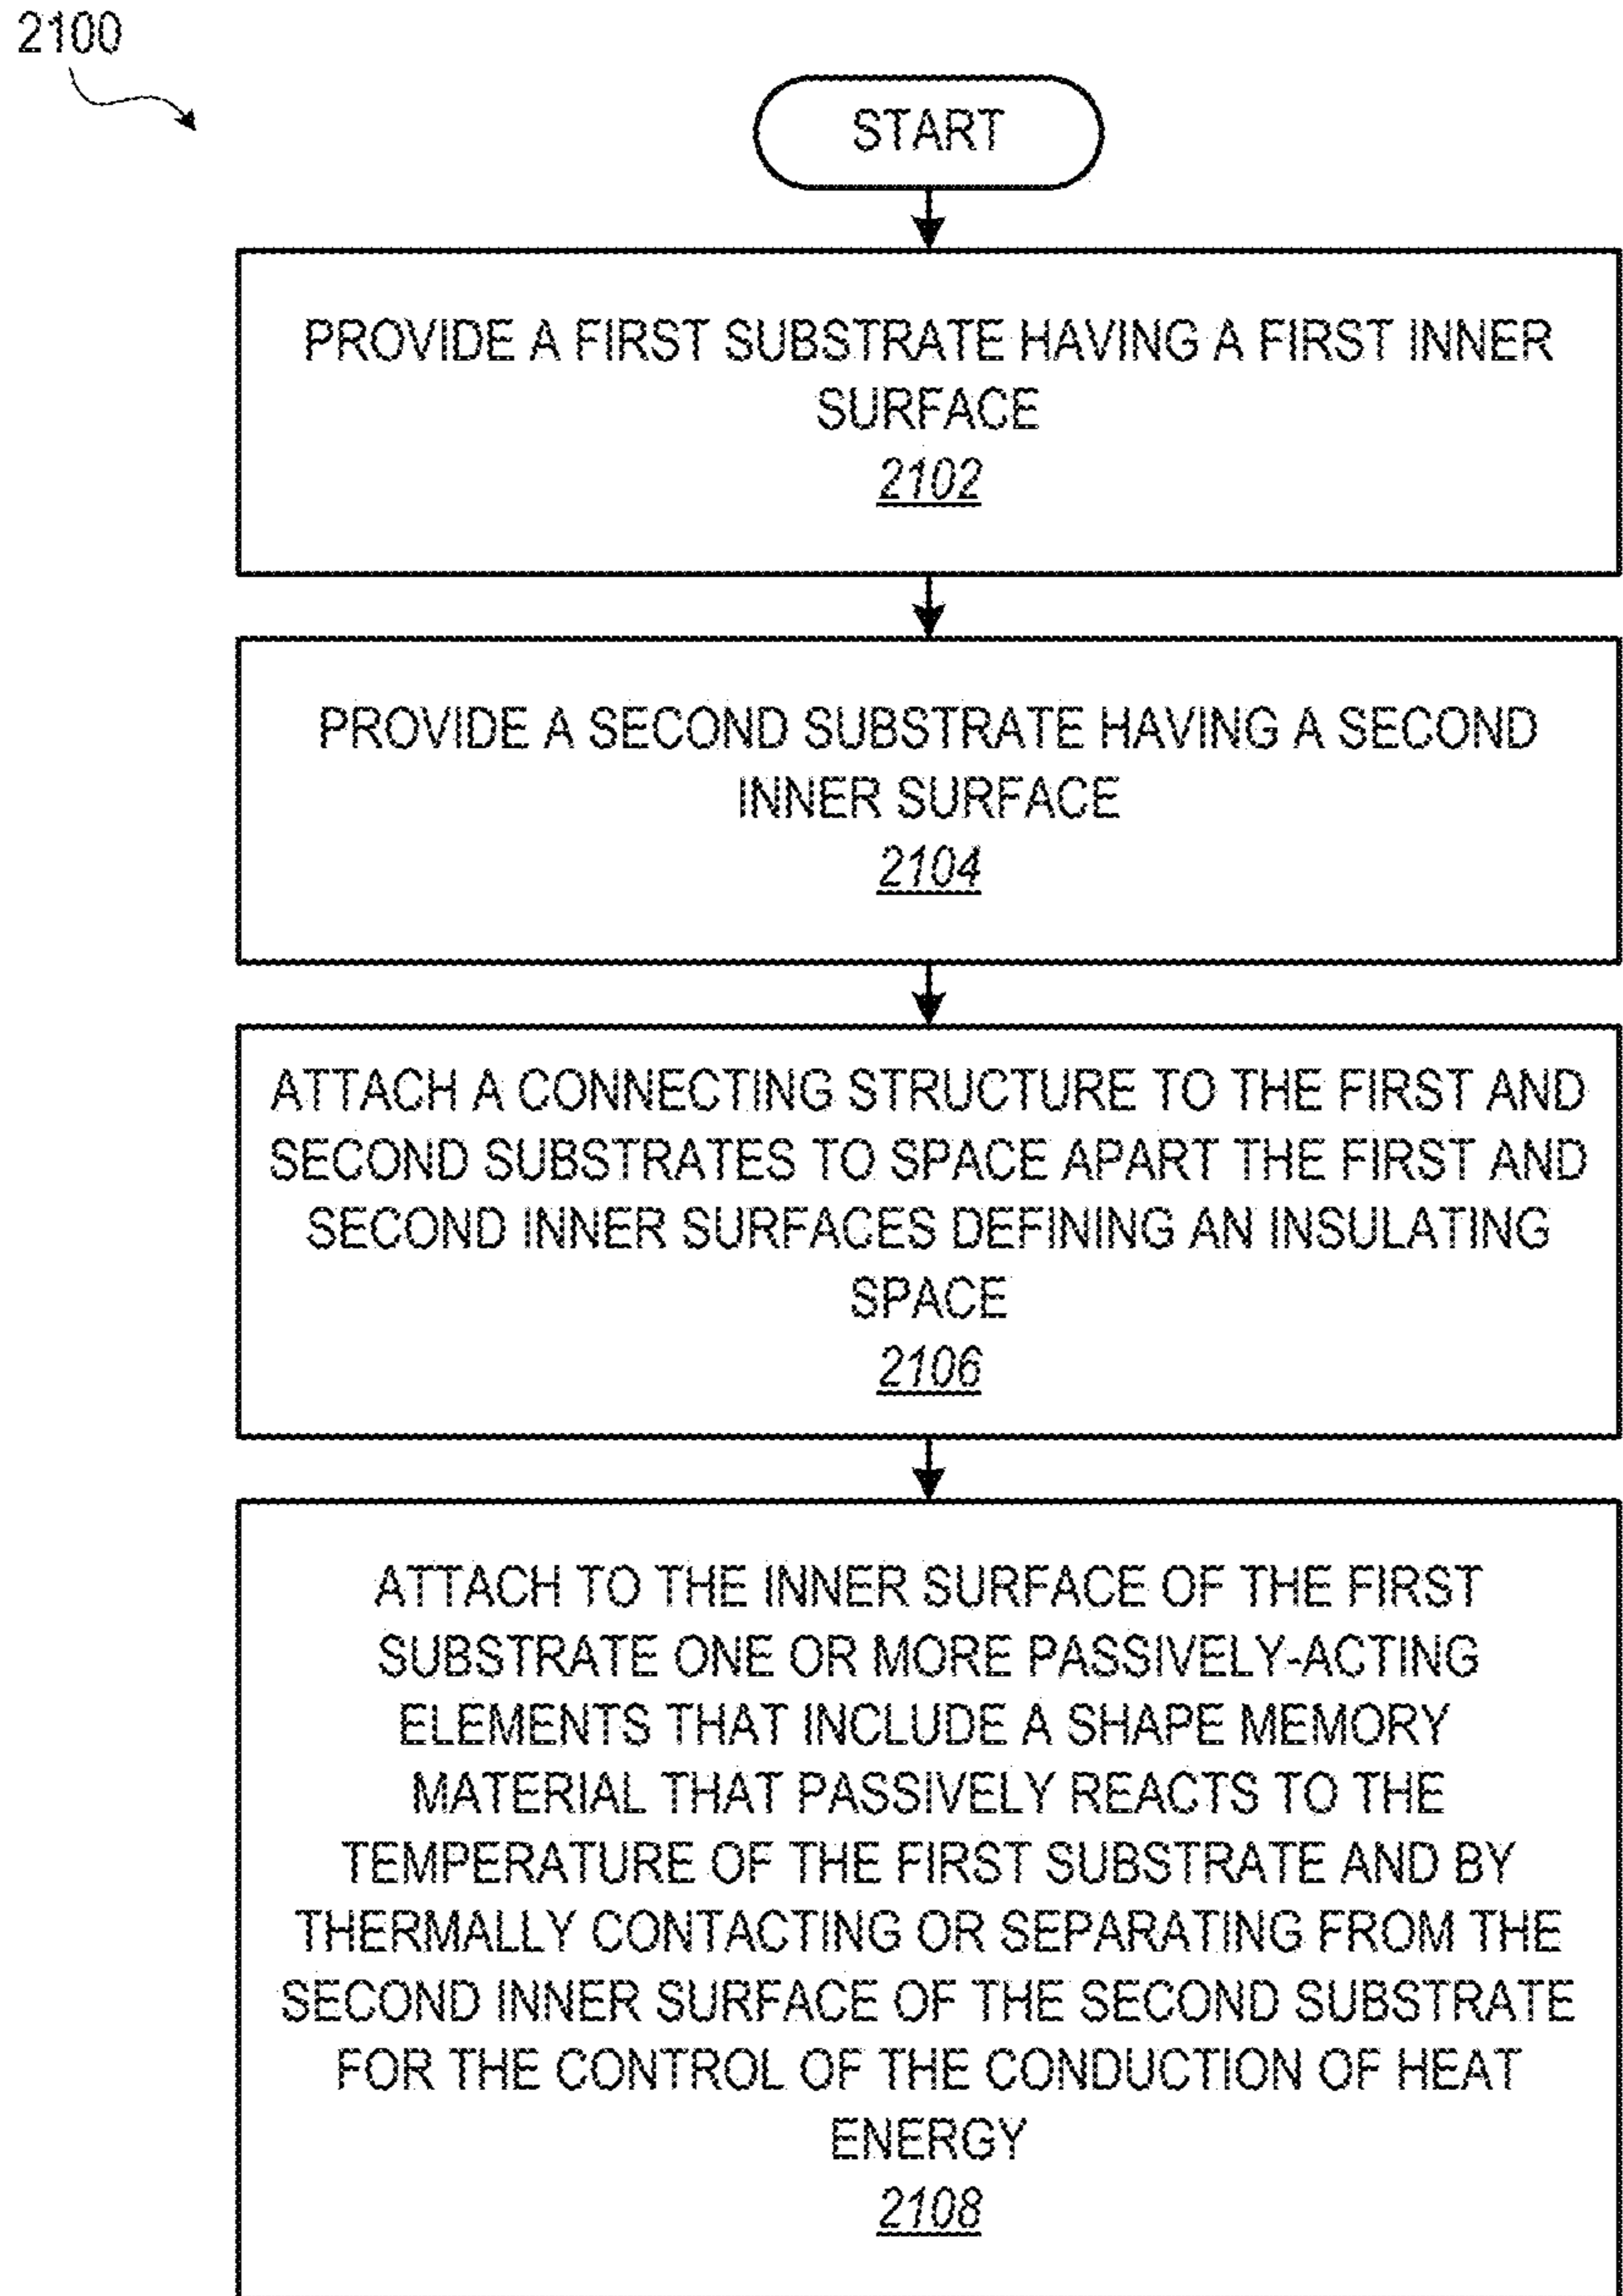 2100
START
PROVIDE A FIRST SUBSTRATE HAVING A FIRST INNER
SURFACE
2102
PROVIDE A SECOND SUBSTRATE HAVING A SECOND
INNER SURFACE
2104
ATTACH A CONNECTING STRUCTURE TO THE FIRST AND
SECOND SUBSTRATES TO SPACE APART THE FIRST AND
SECOND INNER SURFACES DEFINING AN INSULATING
SPACE
2106
ATTACH TO THE INNER SURFACE OF THE FIRST
SUBSTRATE ONE OR MORE PASSIVELY-ACTING
ELEMENTS THAT INCLUDE A SHAPE MEMORY
MATERIAL THAT PASSIVELY REACTS TO THE
TEMPERATURE OF THE FIRST SUBSTRATE AND BY
THERMALLY CONTACTING OR SEPARATING FROM THE
SECOND INNER SURFACE OF THE SECOND SUBSTRATE
FOR THE CONTROL OF THE CONDUCTION OF HEAT
ENERGY
2108